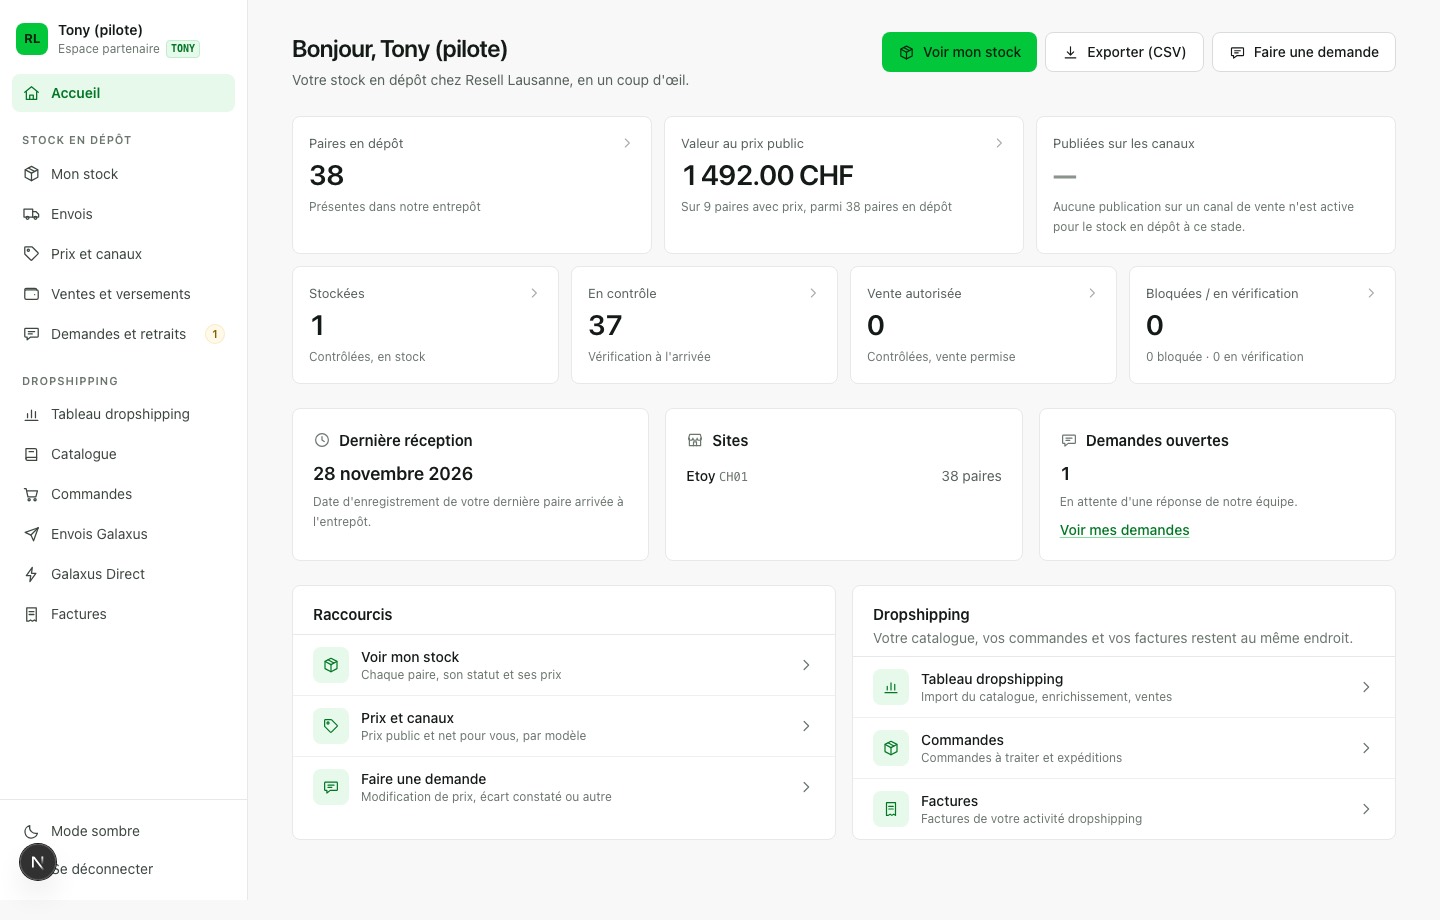 RL
Tony (pilote)
Espace partenaire TONY
Accueil
STOCK EN DÉPÔT
Mon stock
Envois
Prix et canaux
Ventes et versements
Demandes et retraits 1
DROPSHIPPING
Tableau dropshipping
Catalogue
Commandes
Envois Galaxus
Galaxus Direct
Factures
Mode sombre
N
Se déconnecter
Bonjour, Tony (pilote)
Votre stock en dépôt chez Resell Lausanne, en un coup d'œil.
Voir mon stock
Exporter (CSV)
Faire une demande
Paires en dépôt
38
Présentes dans notre entrepôt
Valeur au prix public
1 492.00 CHF
Sur 9 paires avec prix, parmi 38 paires en dépôt
Publiées sur les canaux
—
Aucune publication sur un canal de vente n'est active
pour le stock en dépôt à ce stade.
Stockées
1
Contrôlées, en stock
En contrôle
37
Vérification à l'arrivée
Vente autorisée
0
Contrôlées, vente permise
Bloquées / en vérification
0
0 bloquée · 0 en vérification
Dernière réception
28 novembre 2026
Date d'enregistrement de votre dernière paire arrivée à
l'entrepôt.
Sites
Etoy CH01 38 paires
Demandes ouvertes
1
En attente d'une réponse de notre équipe.
Voir mes demandes
Raccourcis
Voir mon stock
Chaque paire, son statut et ses prix
Prix et canaux
Prix public et net pour vous, par modèle
Faire une demande
Modification de prix, écart constaté ou autre
Dropshipping
Votre catalogue, vos commandes et vos factures restent au même endroit.
Tableau dropshipping
Import du catalogue, enrichissement, ventes
Commandes
Commandes à traiter et expéditions
Factures
Factures de votre activité dropshipping